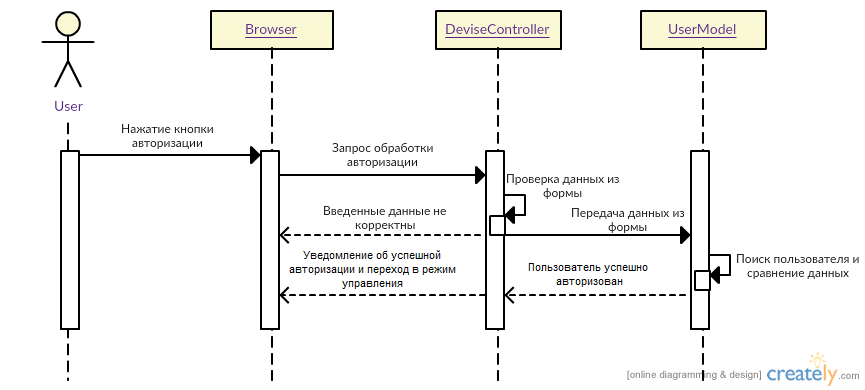 Browser
DeviseController
UserModel
User
Нажатие кнопки
авторизации
Запрос обработки
авторизации
Проверка данных из
формы
Введенные данные не
корректны
Передача данных из
формы
Уведомление об успешной
авторизации и переход в режим
управления
Пользователь успешно
авторизован
Поиск пользователя и
сравнение данных
[online diagramming & design] creately.com